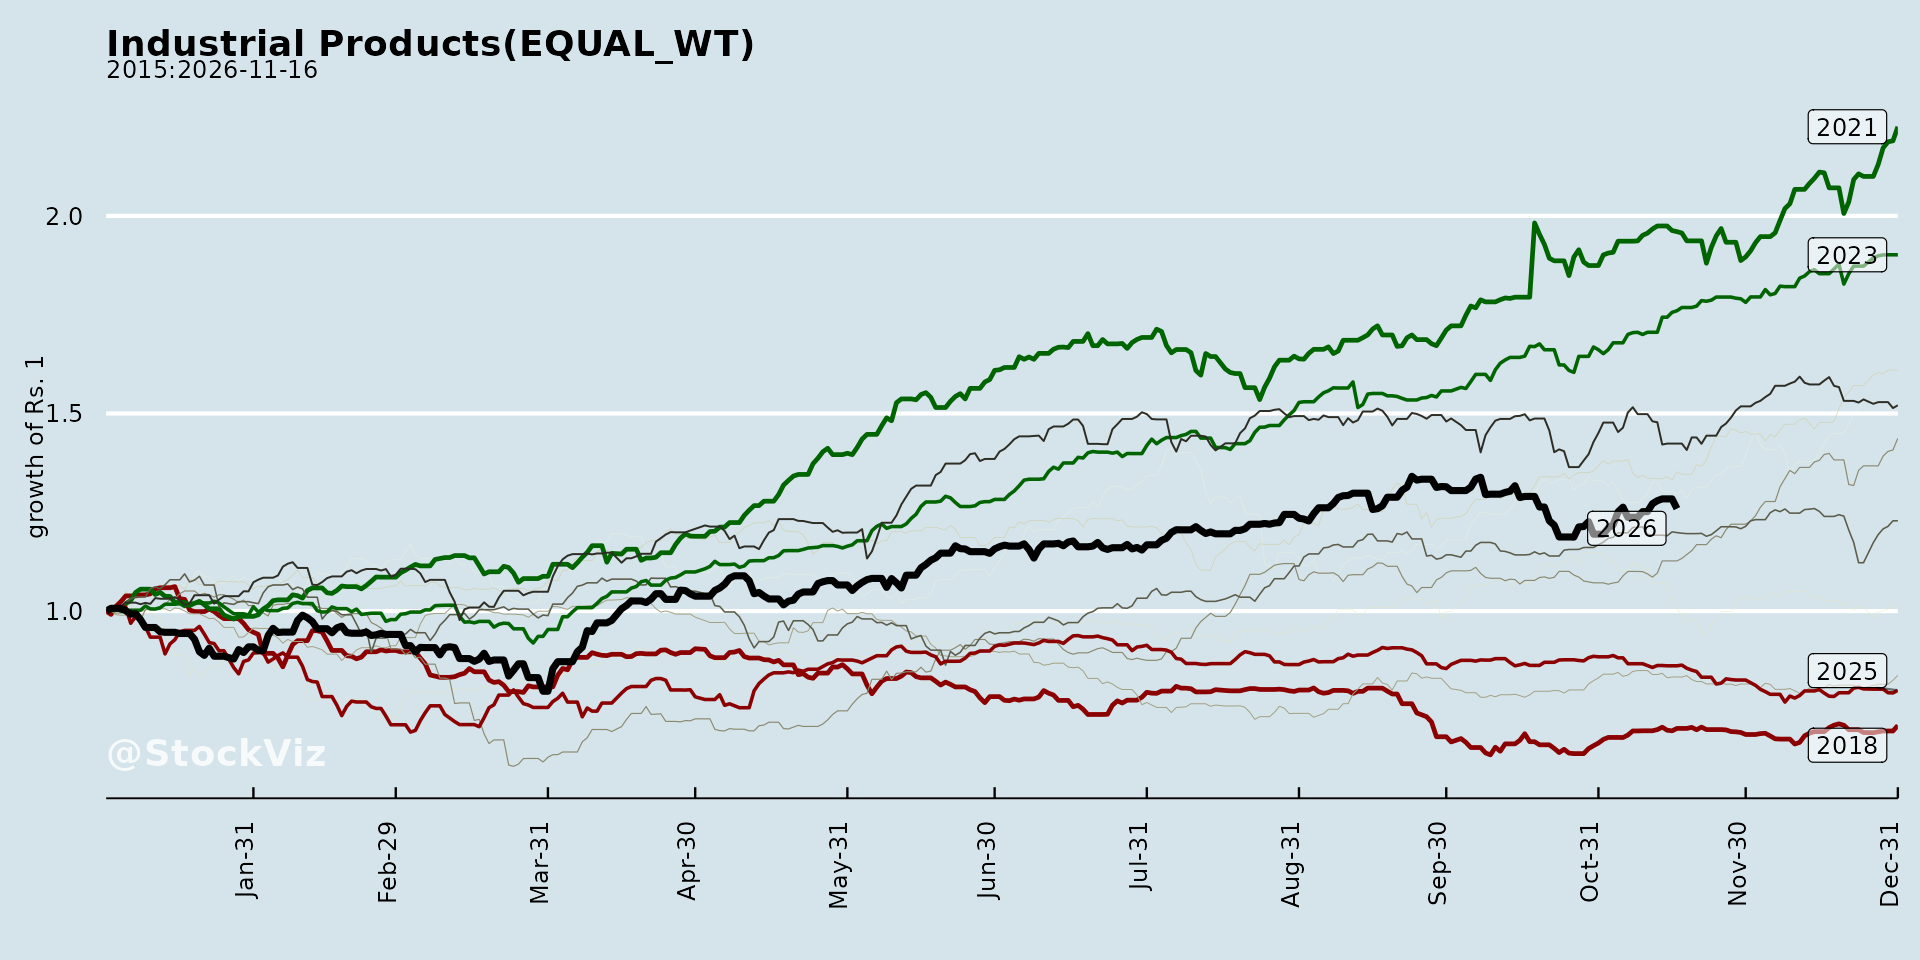 Industrial Products(EQUAL_WT)
2015:2026-11-16
growth of Rs. 1
2.0
1.5
1.0
2021
2023
2026
2025
2018
@StockViz
Jan-31
Feb-29
Mar-31
Apr-30
May-31
Jun-30
Jul-31
Aug-31
Sep-30
Oct-31
Nov-30
Dec-31